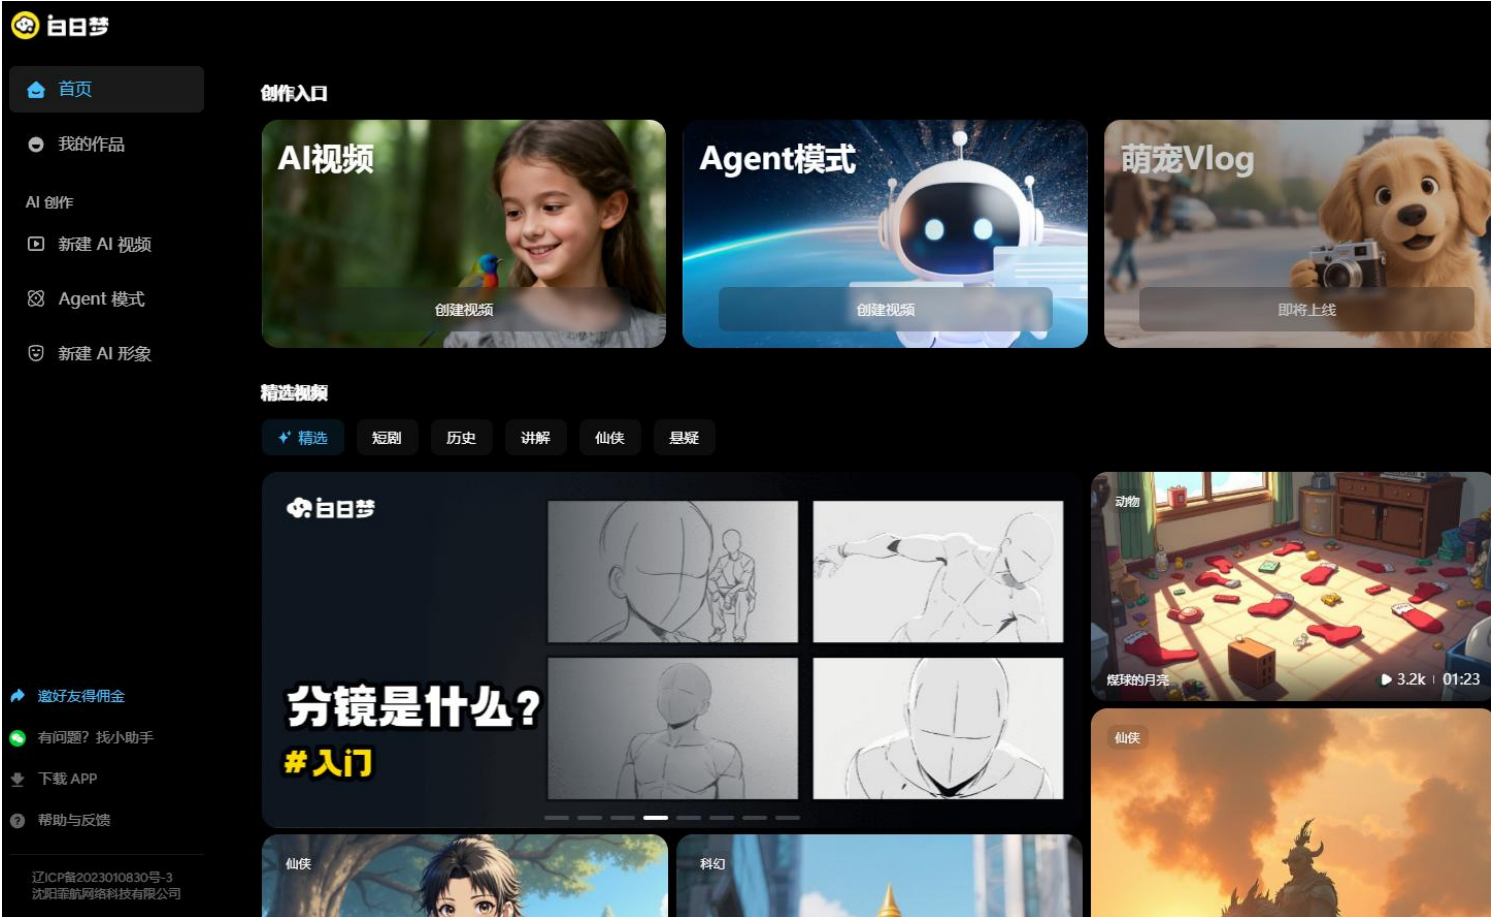 白日梦
首页
我的作品
AI 创作
新建 AI 视频
Agent 模式
新建 AI 形象
邀好友得佣金
有问题？找小助手
下载 APP
帮助与反馈
辽ICP备2023010830号-3
沈阳霏航网络科技有限公司
创作入口
AI视频
创建视频
Agent模式
创建视频
萌宠Vlog
即将上线
精选视频
精选
短剧
历史
讲解
仙侠
悬疑
白日梦
分镜是什么?
#入门
动物
煤球的月亮
3.2k
01:23
仙侠
仙侠
科幻